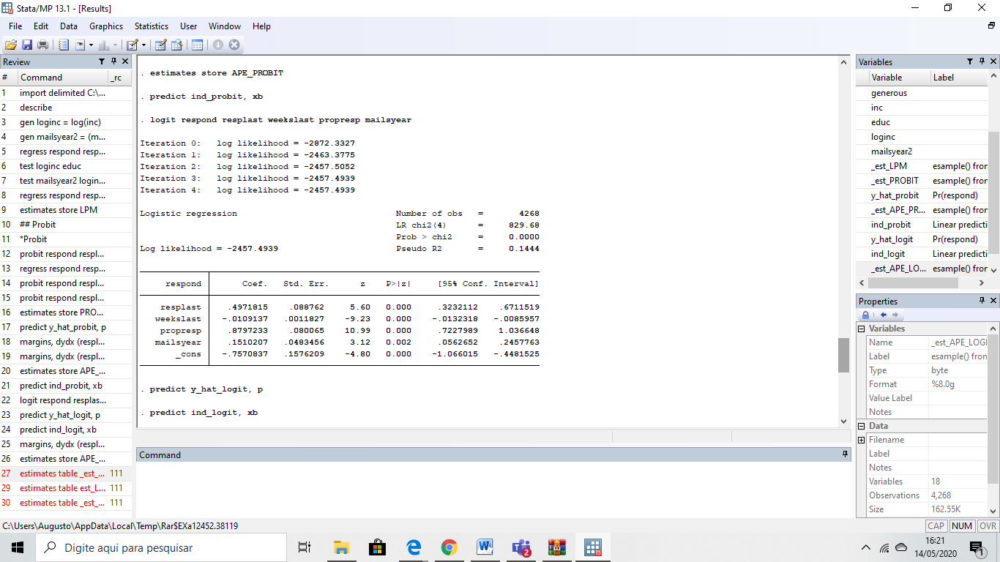 Stata/MP 13.1 - [Results]
File Edit Data Graphics Statistics User Window Help
Review
# Command _rc
1 import delimited C:\...
2 describe
3 gen loginc = log(inc)
4 gen mailsyear2 = (m...
5 regress respond resp...
6 test loginc educ
7 test mailsyear2 login...
8 regress respond resp...
9 estimates store LPM
10 ## Probit
11 *Probit
12 probit respond respl...
13 regress respond resp...
14 probit respond respl...
15 probit respond respl...
16 estimates store PRO...
17 predict y_hat_probit, p
18 margins, dydx (respl...
19 margins, dydx (respl...
20 estimates store APE_...
21 predict ind_probit, xb
22 logit respond resplas...
23 predict y_hat_logit, p
24 predict ind_logit, xb
25 margins, dydx (respl...
26 estimates store APE_...
27 estimates table _est_... 111
29 estimates table est_L... 111
30 estimates table _est_... 111
. estimates store APE_PROBIT
. predict ind_probit, xb
. logit respond resplast weekslast propresp mailsyear
Iteration 0: log likelihood = -2872.3327
Iteration 1: log likelihood = -2463.3775
Iteration 2: log likelihood = -2457.5052
Iteration 3: log likelihood = -2457.4939
Iteration 4: log likelihood = -2457.4939
Logistic regression Number of obs = 4268
LR chi2(4) = 829.68
Prob > chi2 = 0.0000
Log likelihood = -2457.4939 Pseudo R2 = 0.1444
respond Coef. Std. Err. z P>|z| [95% Conf. Interval]
resplast .4971815 .088762 5.60 0.000 .3232112 .6711519
weekslast -.0109137 .0011827 -9.23 0.000 -.0132318 -.0085957
propresp .8797233 .080065 10.99 0.000 .7227989 1.036648
mailsyear .1510207 .0483456 3.12 0.002 .0562652 .2457763
_cons -.7570837 .1576209 -4.80 0.000 -1.066015 -.4481525
. predict y_hat_logit, p
. predict ind_logit, xb
Command
Variables
Variable Label
generous
inc
educ
loginc
mailsyear2
_est_LPM esample() fror
_est_PROBIT esample() fror
y_hat_probit Pr(respond)
_est_APE_PR... esample() fror
ind_probit Linear predicti
y_hat_logit Pr(respond)
ind_logit Linear predicti
_est_APE_LO... esample() fror
Properties
Variables
Name _est_APE_LOGI
Label esample() fron
Type byte
Format %8.0g
Value Label
Notes
Data
Filename
Label
Notes
Variables 18
Observations 4,268
Size 162.55K
C:\Users\Augusto\AppData\Local\Temp\Rar$EXa12452.38119
CAP NUM OVR
Digite aqui para pesquisar
2
13
16:21
14/05/2020
1